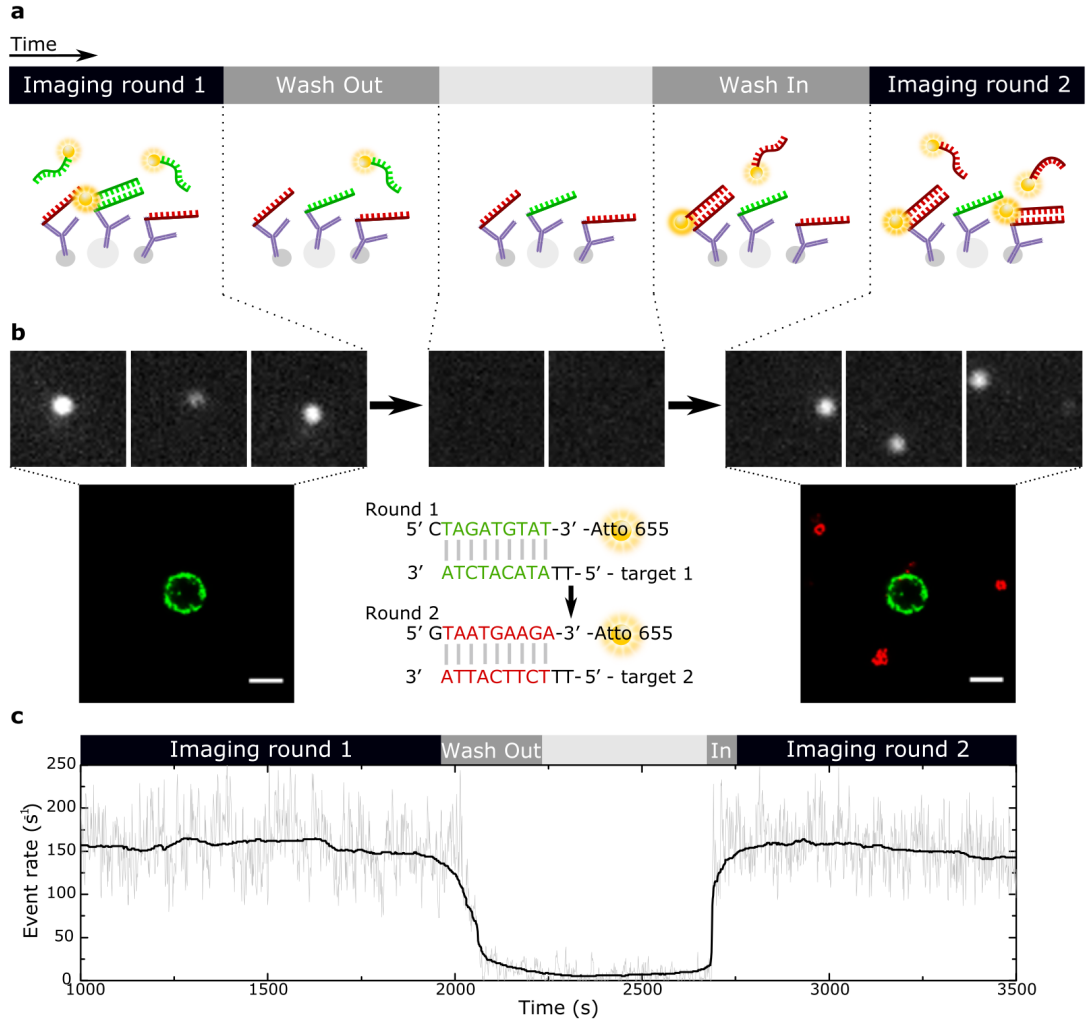 a
Time
Imaging round 1 Wash Out Wash In Imaging round 2
b
Round 1
5′ CTAGATGTAT-3′ -Atto 655
3′ ATCTACATATT-5′ - target 1
Round 2
5′ GTAATGAAGA-3′ -Atto 655
3′ ATTACTTCTTT-5′ - target 2
c
Imaging round 1 Wash Out In Imaging round 2
250
200
150
100
50
0
Event rate (s⁻¹)
1000 1500 2000 2500 3000 3500
Time (s)